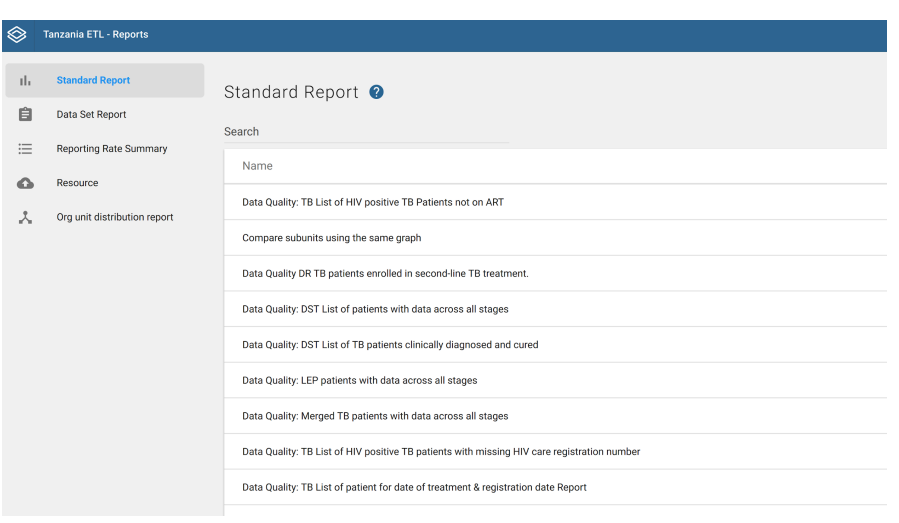 Tanzania ETL - Reports
Standard Report
Data Set Report
Reporting Rate Summary
Resource
Org unit distribution report
Standard Report ?
Search
Name
Data Quality: TB List of HIV positive TB Patients not on ART
Compare subunits using the same graph
Data Quality DR TB patients enrolled in second-line TB treatment.
Data Quality: DST List of patients with data across all stages
Data Quality: DST List of TB patients clinically diagnosed and cured
Data Quality: LEP patients with data across all stages
Data Quality: Merged TB patients with data across all stages
Data Quality: TB List of HIV positive TB patients with missing HIV care registration number
Data Quality: TB List of patient for date of treatment & registration date Report